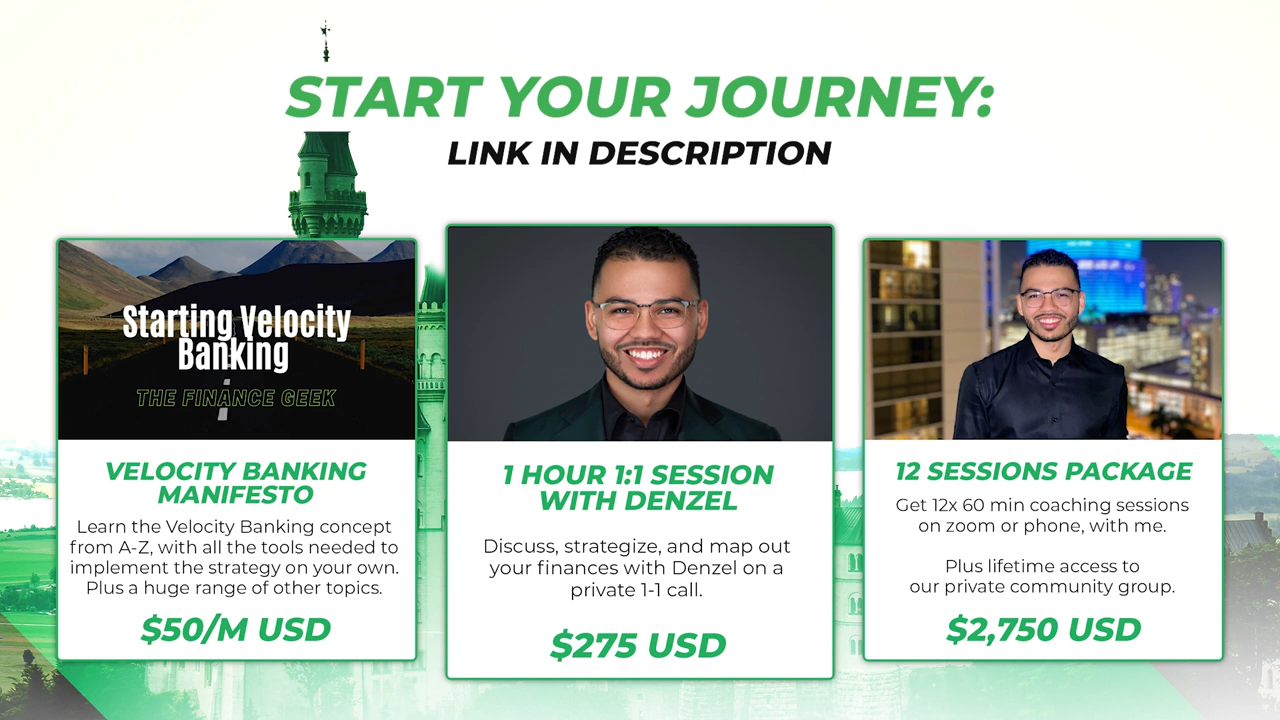 START YOUR JOURNEY:
LINK IN DESCRIPTION
Starting Velocity
Banking
THE FINANCE GEEK
VELOCITY BANKING
MANIFESTO
Learn the Velocity Banking concept
from A-Z, with all the tools needed to
implement the strategy on your own.
Plus a huge range of other topics.
$50/M USD
1 HOUR 1:1 SESSION
WITH DENZEL
Discuss, strategize, and map out
your finances with Denzel on a
private 1-1 call.
$275 USD
12 SESSIONS PACKAGE
Get 12x 60 min coaching sessions
on zoom or phone, with me.
Plus lifetime access to
our private community group.
$2,750 USD